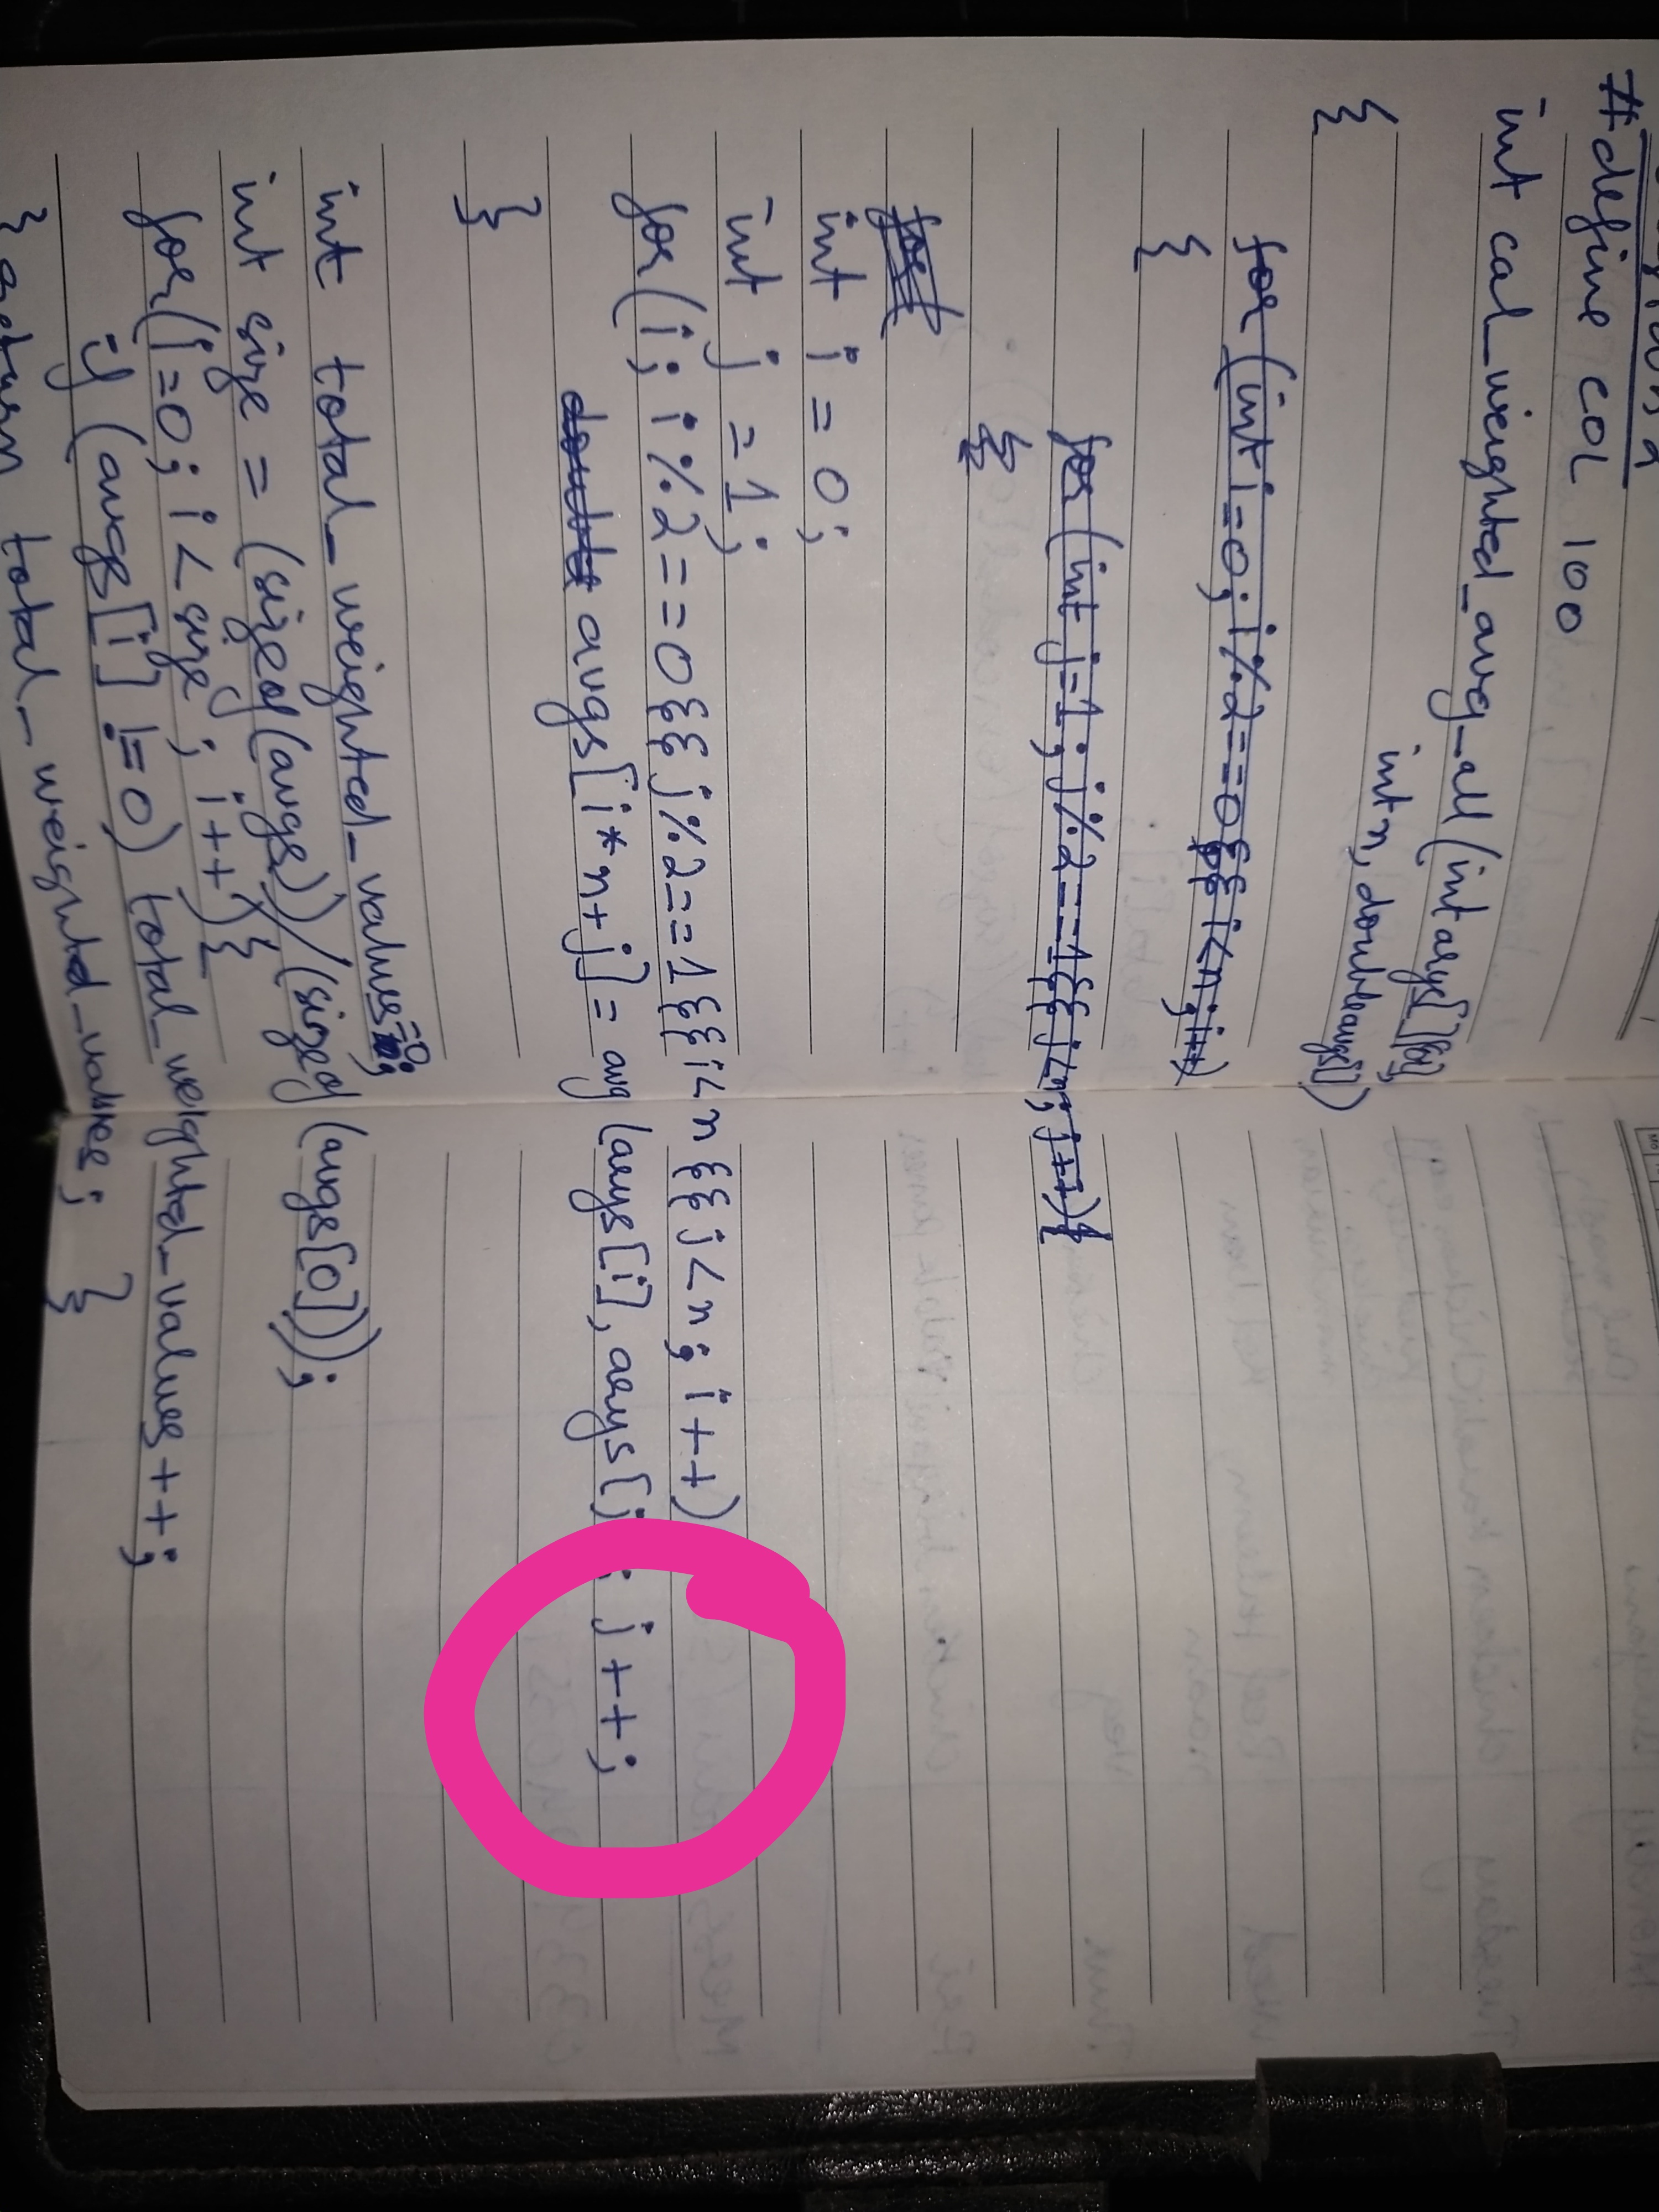 #define COL 100
int cal_weighted_avg_all (int arys[][COL],
int n, double avgs[])
{
for (int i=0; i%2==0 && i<n; i++)
{
for (int j=1; j%2==1 && j<n; j++) {
for
int i = 0;
int j = 1;
for (i; i%2==0 && j%2==1 && i<n && j<n; i++)
double avgs[i*n+j] = avg (arys[i], arys[j ; j++;
}
int total_weighted_values=0;
int size = (sizeof(avgs))/(sizeof (avgs[0]));
for (i=0; i<size; i++) {
if (avgs[i] != 0) total_weighted_values++;
} return total_weighted_values; }